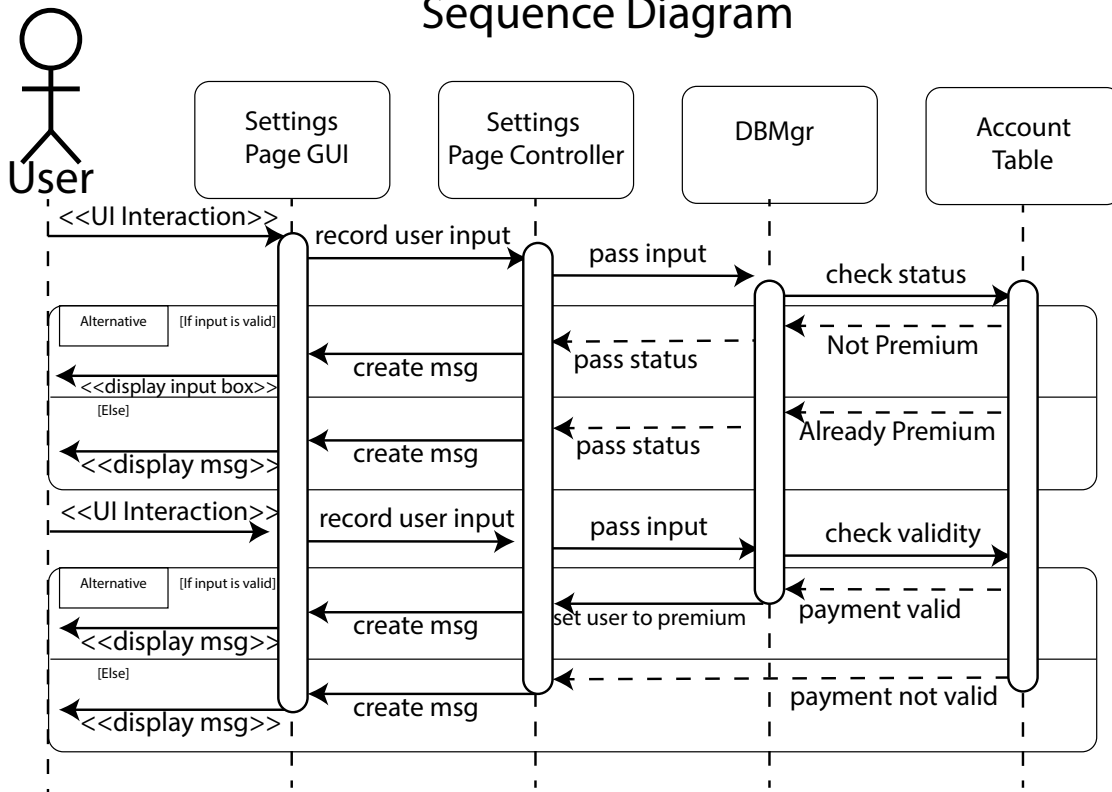 Sequence Diagram
User
Settings
Page GUI
Settings
Page Controller
DBMgr
Account
Table
<<UI Interaction>>
record user input
pass input
check status
Alternative
[If input is valid]
Not Premium
pass status
create msg
<<display input box>>
[Else]
Already Premium
pass status
create msg
<<display msg>>
<<UI Interaction>>
record user input
pass input
check validity
Alternative
[If input is valid]
payment valid
set user to premium
create msg
<<display msg>>
[Else]
payment not valid
create msg
<<display msg>>